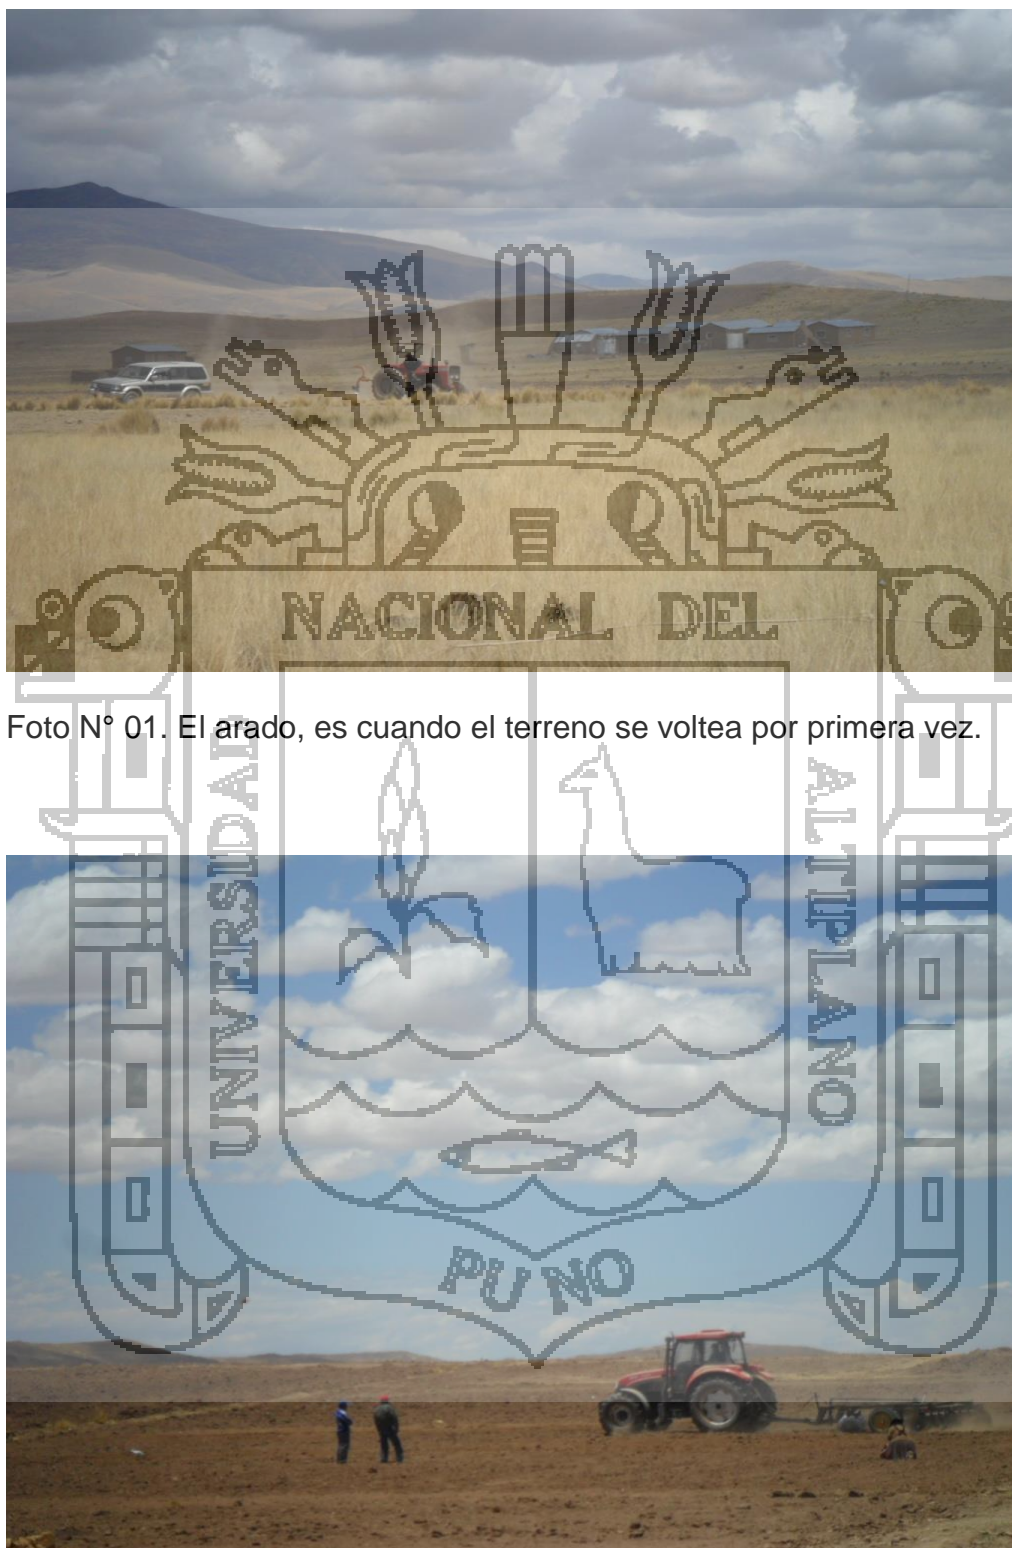 NACIONAL DEL
Foto N° 01. El arado, es cuando el terreno se voltea por primera vez.
UNIVERSIDAD
ALTIPLANO
PUNO